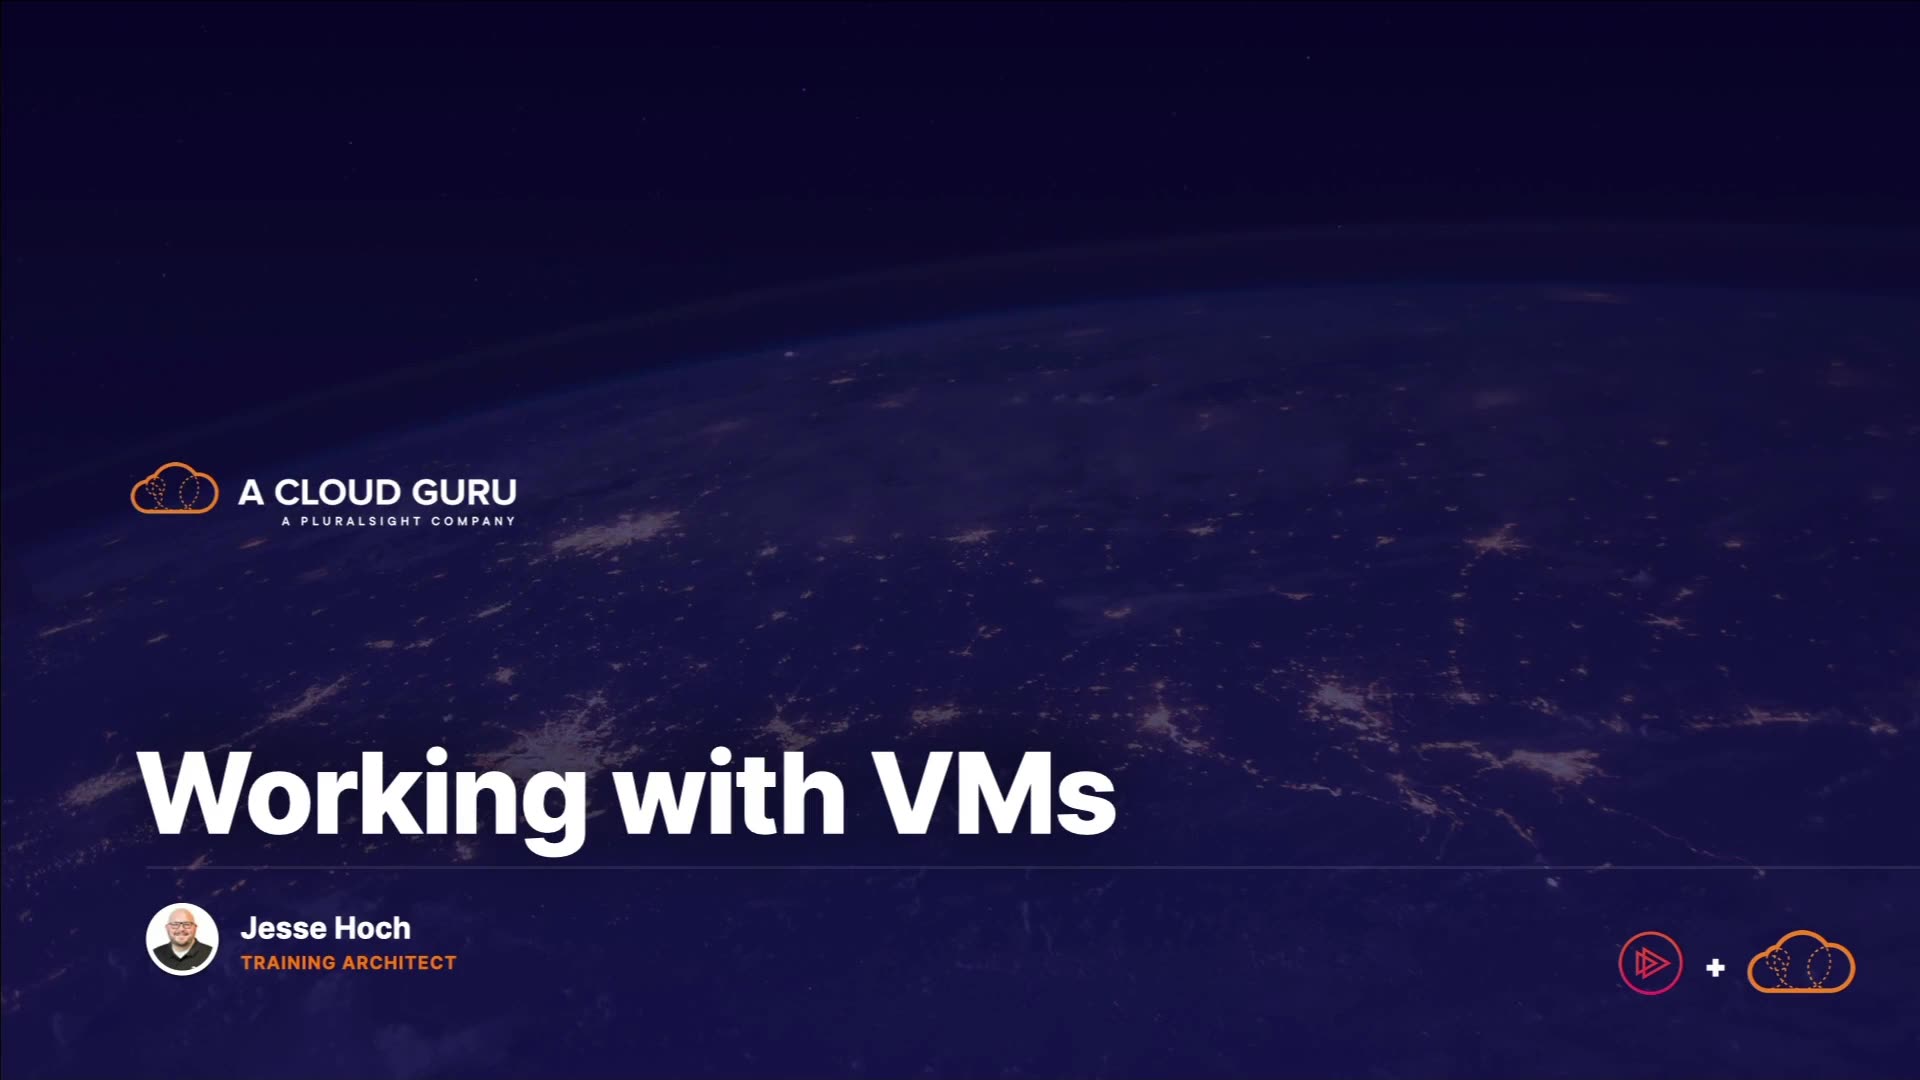 A CLOUD GURU
A PLURALSIGHT COMPANY
Working with VMs
Jesse Hoch
TRAINING ARCHITECT
+